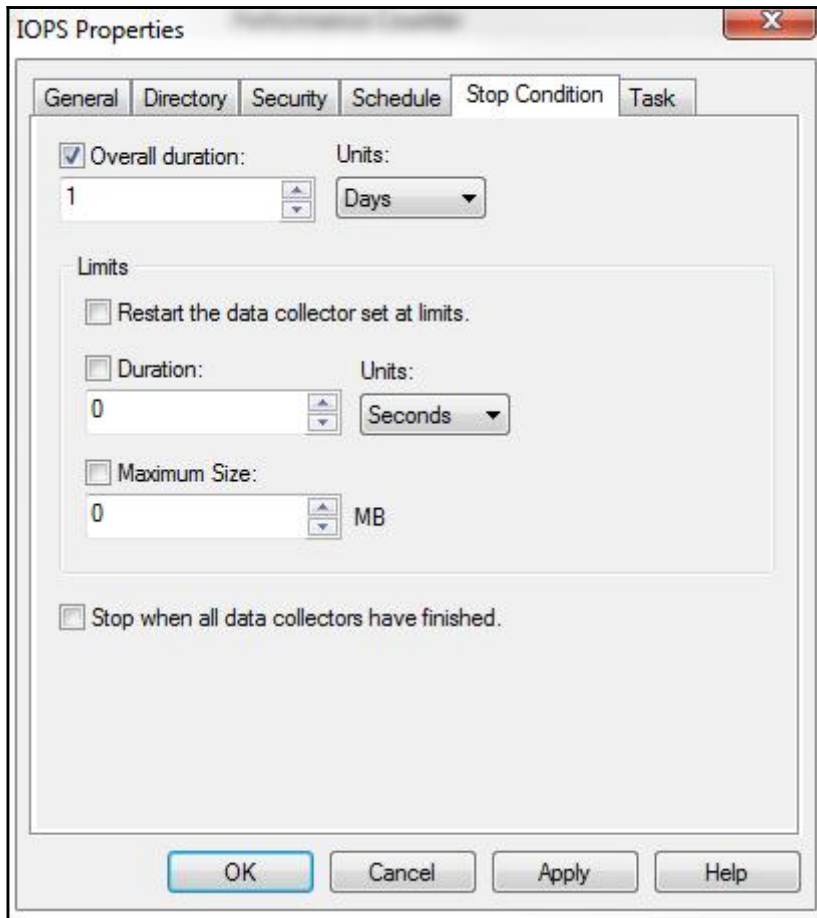 IOPS Properties
General Directory Security Schedule Stop Condition Task
Overall duration: Units:
1 Days
Limits
Restart the data collector set at limits.
Duration: Units:
0 Seconds
Maximum Size:
0 MB
Stop when all data collectors have finished.
OK Cancel Apply Help